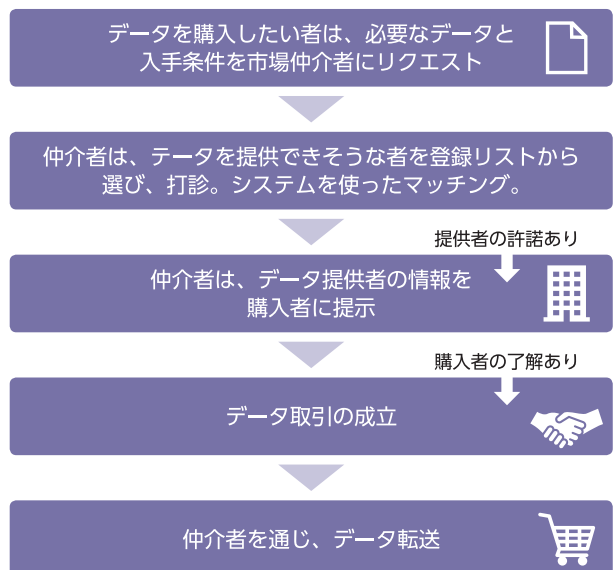 データを購入したい者は、必要なデータと
入手条件を市場仲介者にリクエスト
仲介者は、テータを提供できそうな者を登録リストから
選び、打診。システムを使ったマッチング。
提供者の許諾あり
仲介者は、データ提供者の情報を
購入者に提示
購入者の了解あり
データ取引の成立
仲介者を通じ、データ転送